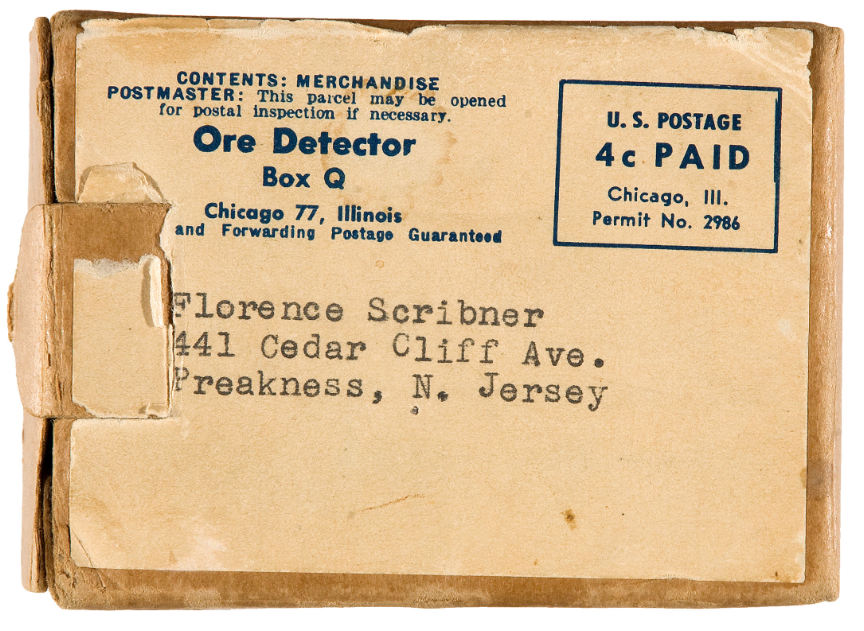 CONTENTS: MERCHANDISE
POSTMASTER: This parcel may be opened
for postal inspection if necessary.
Ore Detector
Box Q
Chicago 77, Illinois
and Forwarding Postage Guaranteed
U. S. POSTAGE
4c PAID
Chicago, Ill.
Permit No. 2986
Florence Scribner
441 Cedar Cliff Ave.
Preakness, N. Jersey